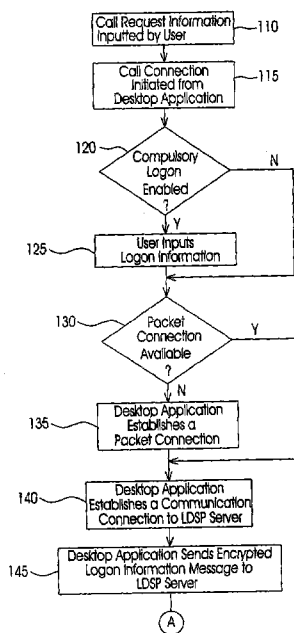 Call Request Information
Inputted by User
110
Call Connection
Initiated from
Desktop Application
115
120
Compulsory
Logon
Enabled
?
N
Y
125
User Inputs
Logon Information
130
Packet
Connection
Available
?
Y
N
135
Desktop Application
Establishes a
Packet Connection
140
Desktop Application
Establishes a Communication
Connection to LDSP Server
145
Desktop Application Sends Encrypted
Logon Information Message to
LDSP Server
A